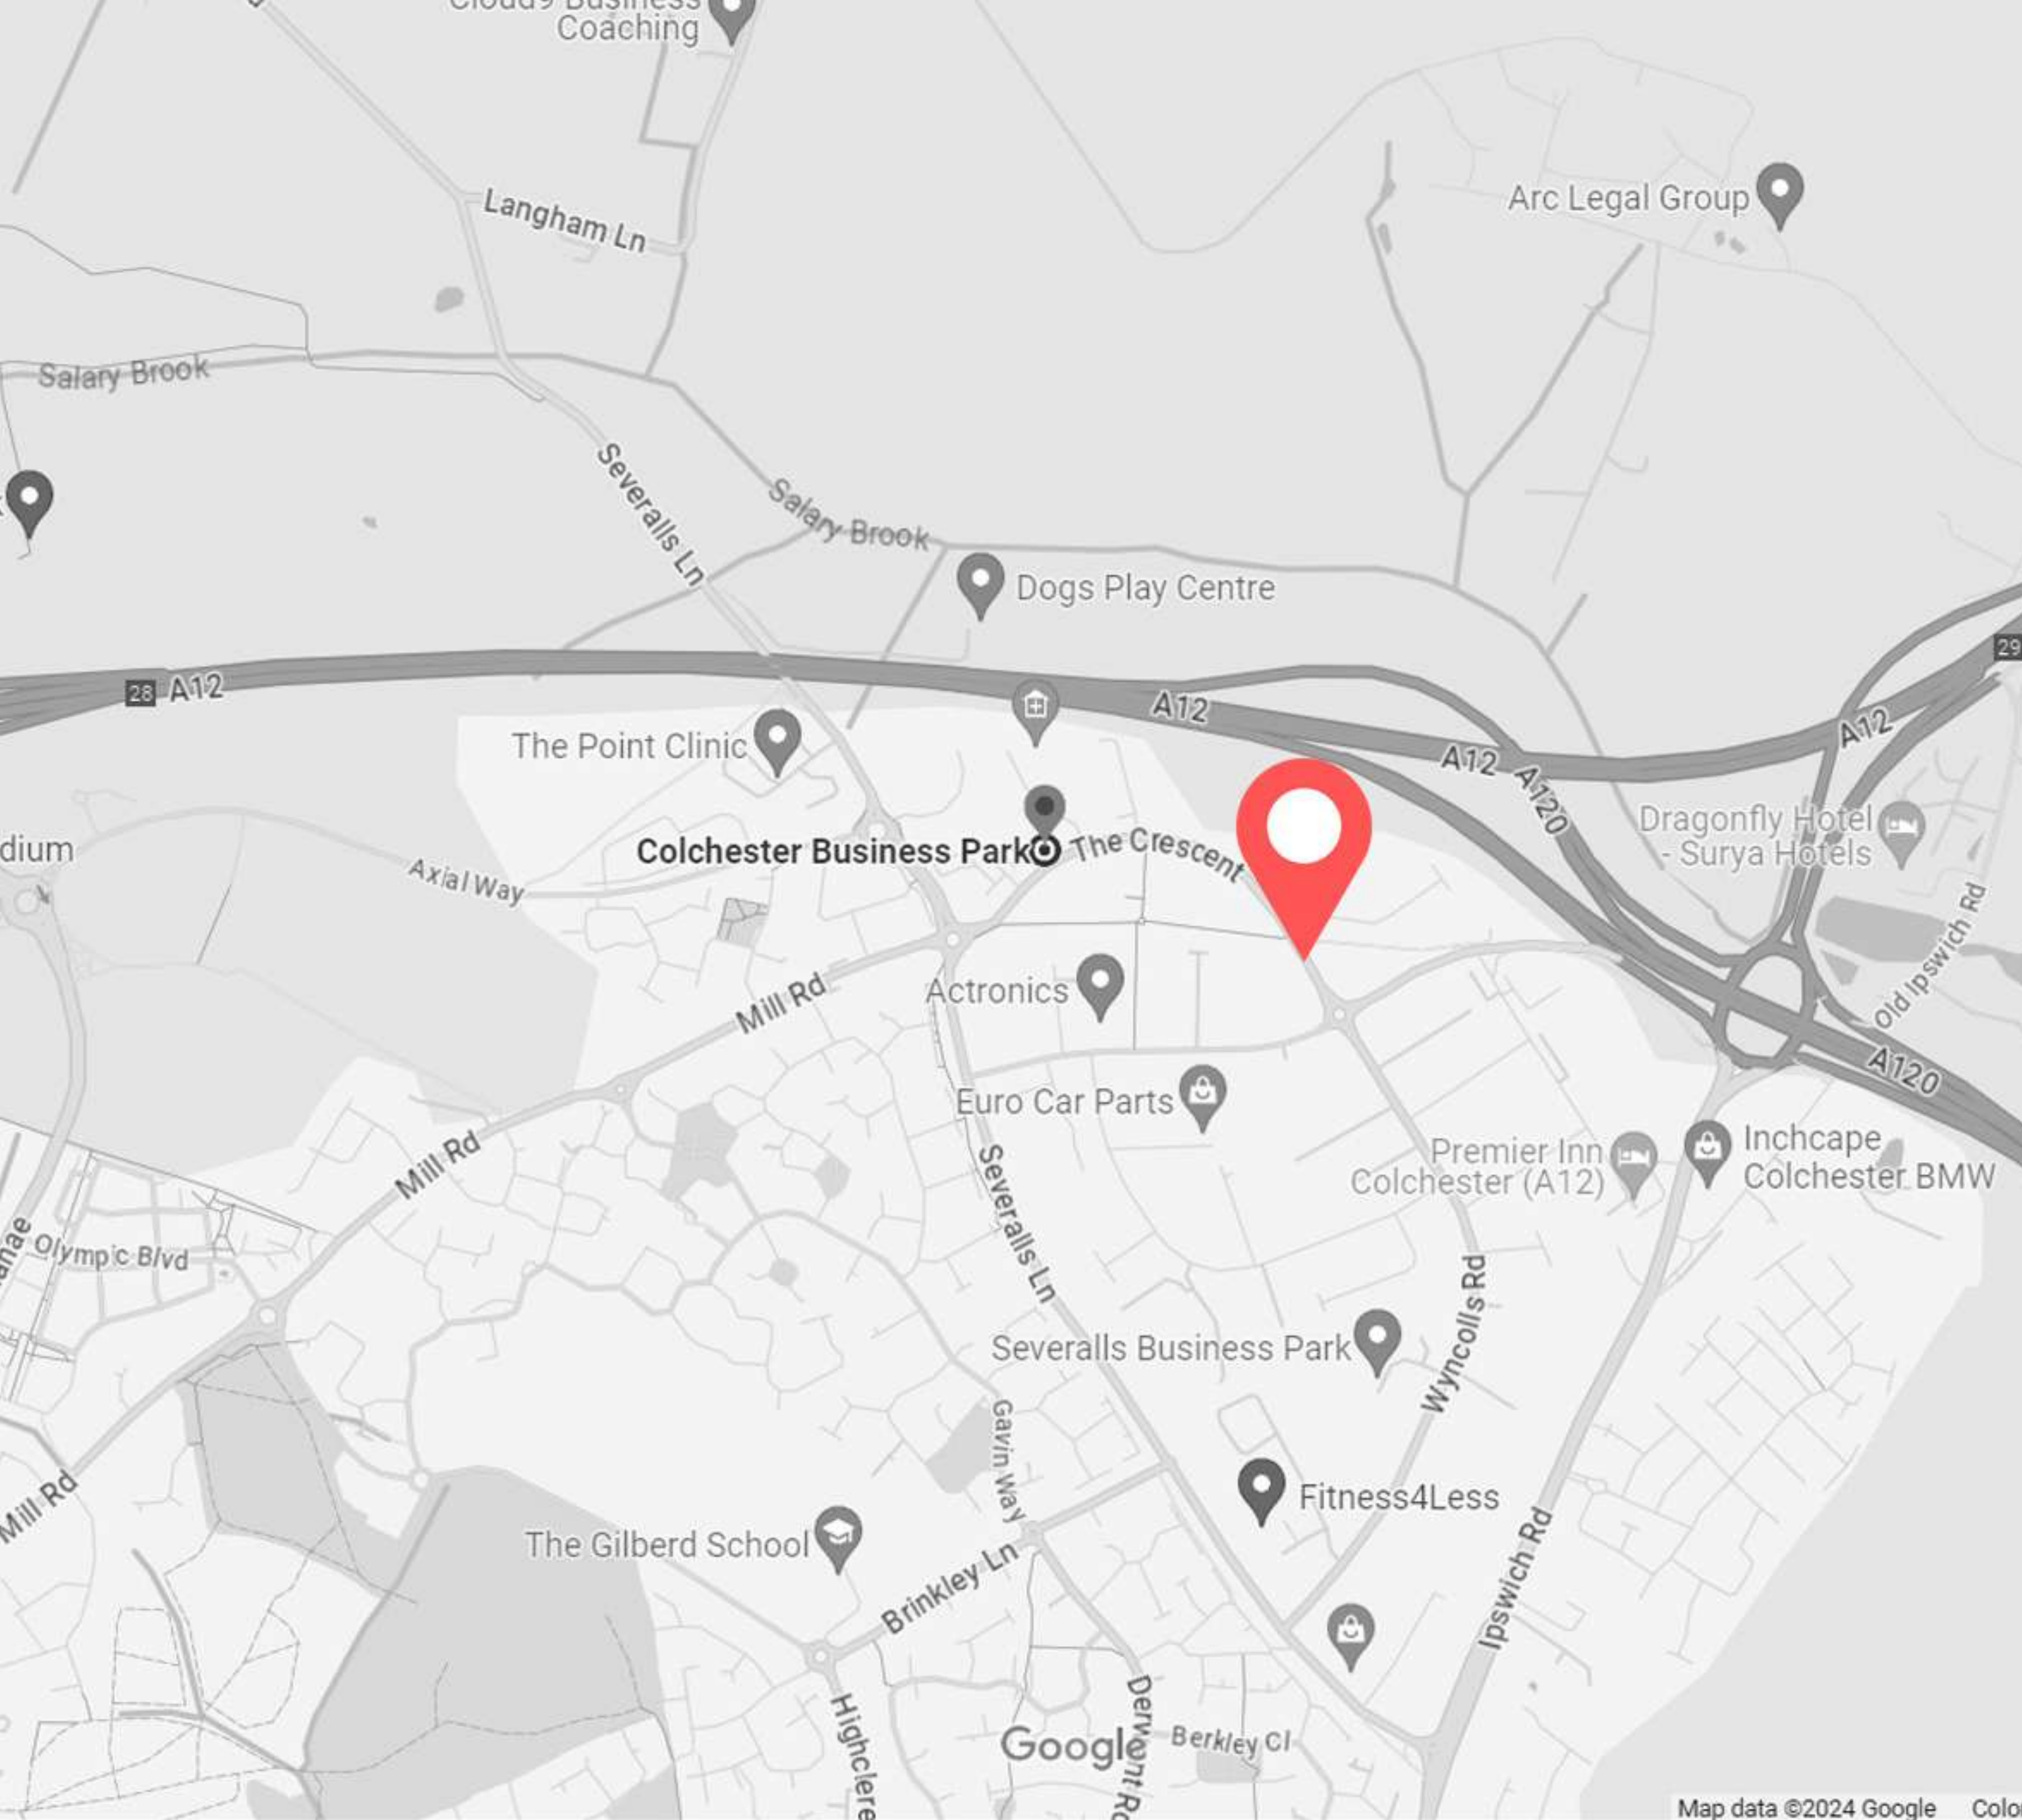 Cloud9 Business
Coaching
Langham Ln
Arc Legal Group
Salary Brook
Severalls Ln
Salary Brook
Dogs Play Centre
29
28
A12
A12
A12
A12
The Point Clinic
A120
Dragonfly Hotel
- Surya Hotels
dium
Colchester Business Park
The Crescent
Axial Way
Old Ipswich Rd
Mill Rd
Actronics
A120
Euro Car Parts
Mill Rd
Severalls Ln
Premier Inn
Colchester (A12)
Inchcape
Colchester BMW
Olympic Blvd
Wyncolls Rd
Severalls Business Park
Gavin Way
Mill Rd
Fitness4Less
The Gilberd School
Brinkley Ln
Ipswich Rd
Highclere
Derwent Rd
Berkley Cl
Google
Map data ©2024 Google